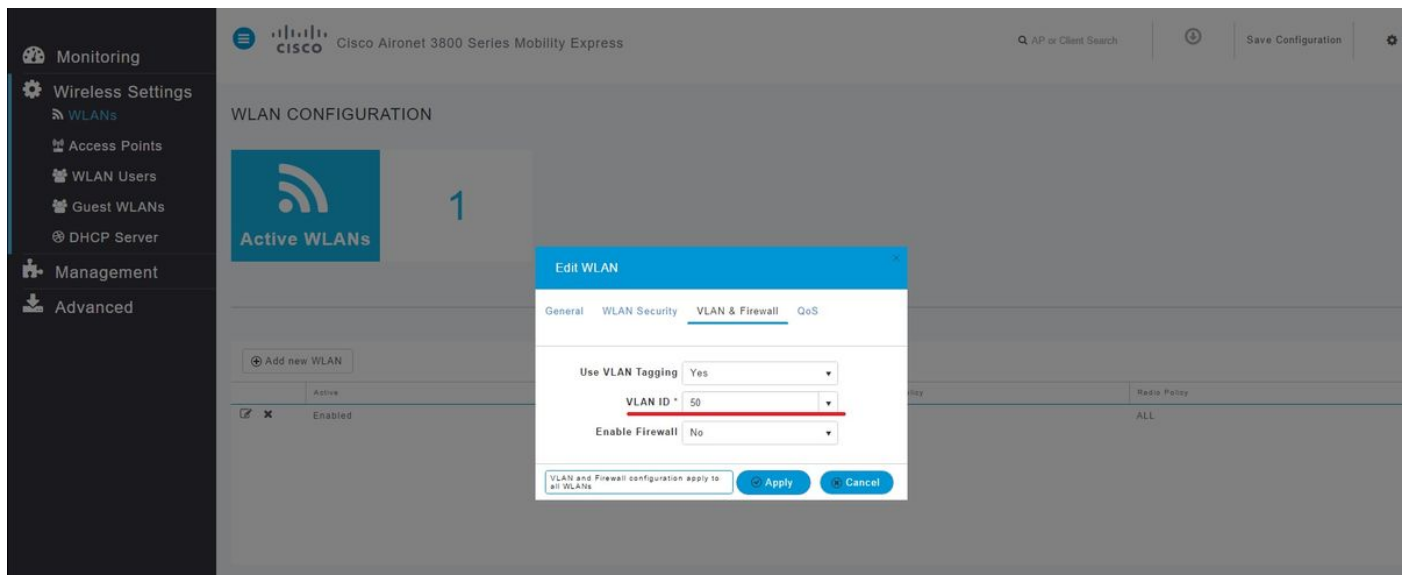 Monitoring
Wireless Settings
WLANs
Access Points
WLAN Users
Guest WLANs
DHCP Server
Management
Advanced
CISCO Cisco Aironet 3800 Series Mobility Express
AP or Client Search
Save Configuration
WLAN CONFIGURATION
Active WLANs
1
Add new WLAN
Active
Radio Policy
Enabled
ALL
Edit WLAN
General WLAN Security VLAN & Firewall QoS
Use VLAN Tagging Yes
VLAN ID * 50
Enable Firewall No
VLAN and Firewall configuration apply to
all WLANs
Apply
Cancel